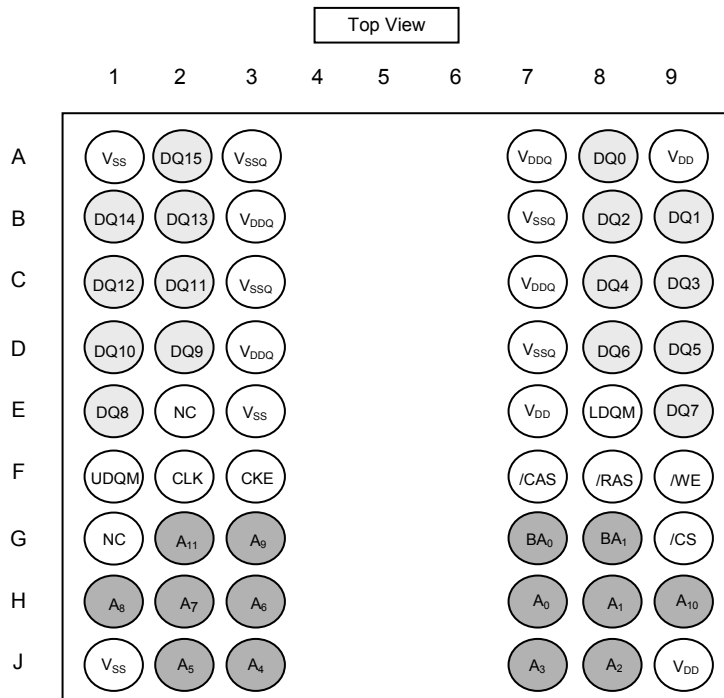 Top View
1 2 3 4 5 6 7 8 9
A VSS DQ15 VSSQ VDDQ DQ0 VDD
B DQ14 DQ13 VDDQ VSSQ DQ2 DQ1
C DQ12 DQ11 VSSQ VDDQ DQ4 DQ3
D DQ10 DQ9 VDDQ VSSQ DQ6 DQ5
E DQ8 NC VSS VDD LDQM DQ7
F UDQM CLK CKE /CAS /RAS /WE
G NC A11 A9 BA0 BA1 /CS
H A8 A7 A6 A0 A1 A10
J VSS A5 A4 A3 A2 VDD